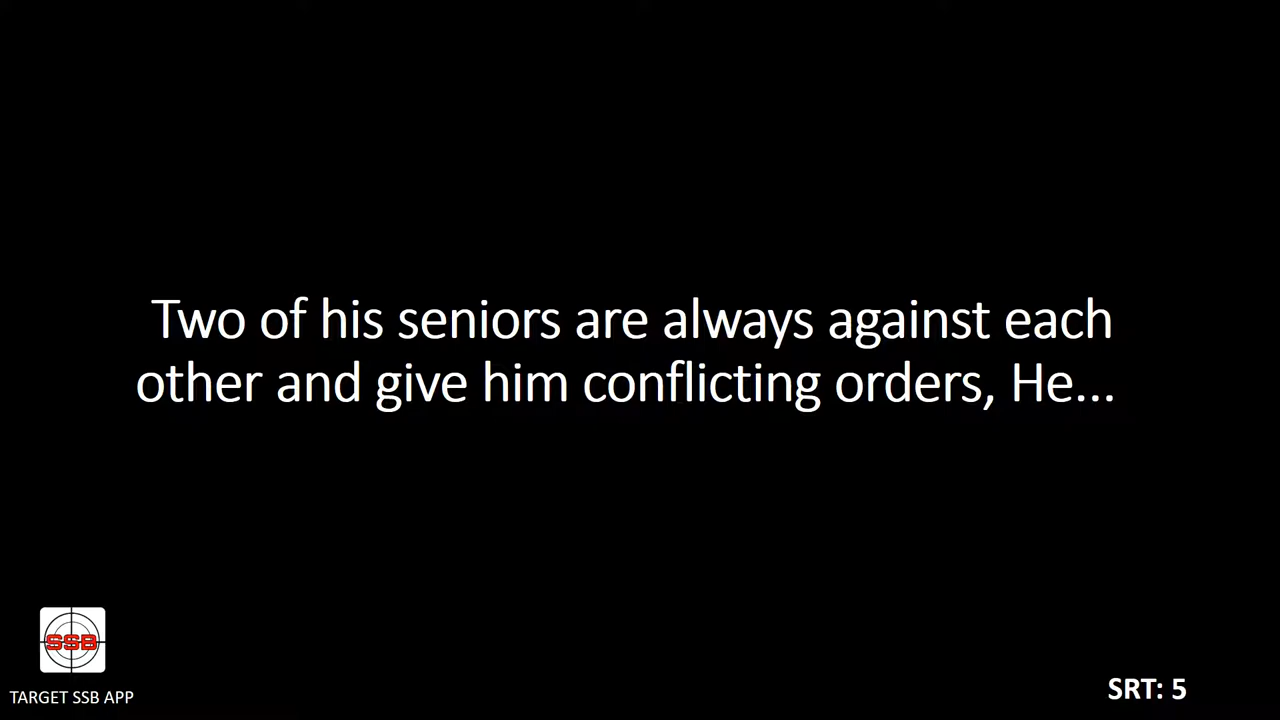 Two of his seniors are always against each
other and give him conflicting orders, He...
SSB
TARGET SSB APP
SRT: 5